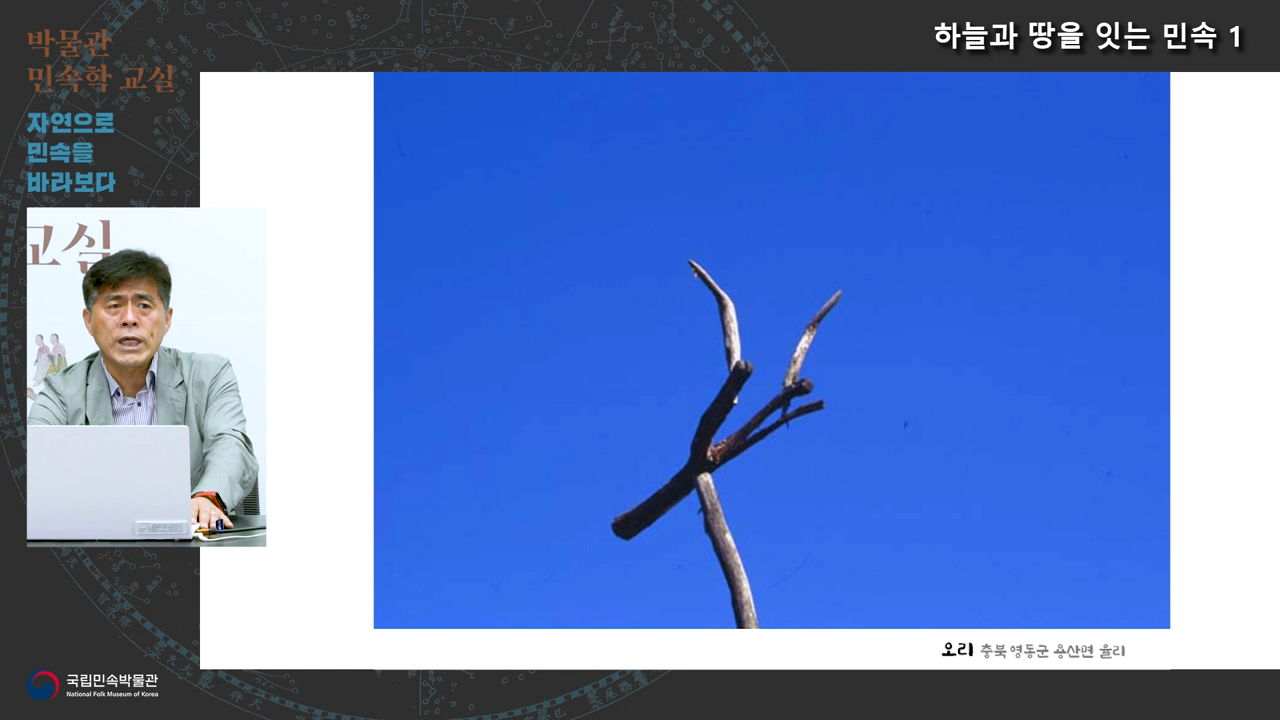 하늘과 땅을 잇는 민속 1
박물관
민속학 교실
자연으로
민속을
바라보다
교실
오리 충북 영동군 용산면 율리
국립민속박물관
National Folk Museum of Korea